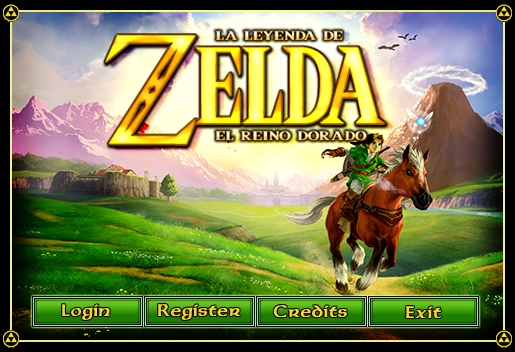 LA LEYENDA DE
ZELDA
EL REINO DORADO
Login
Register
Credits
Exit